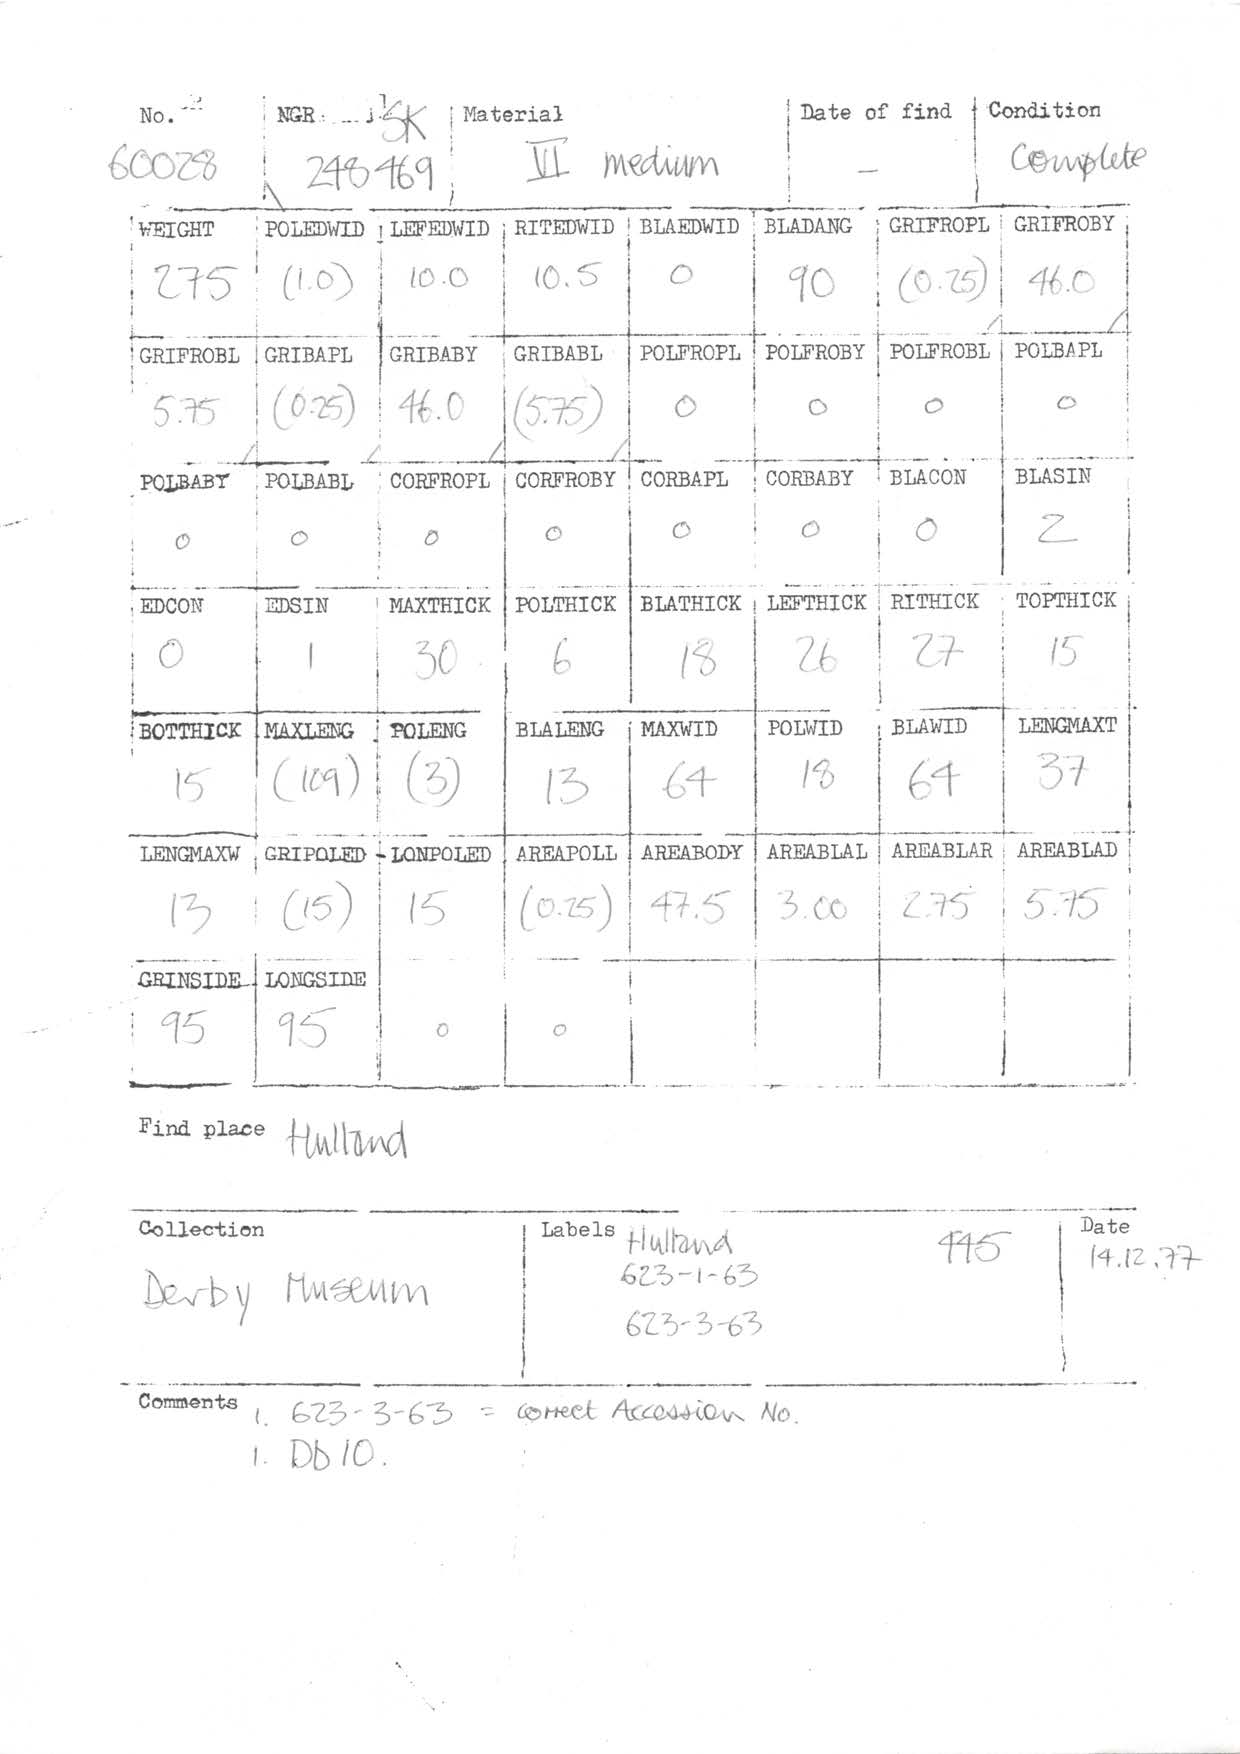 No. NGR SK Material Date of find Condition
60028 248469 VI medium — Complete
WEIGHT POLEDWID LEFEDWID RITEDWID BLAEDWID BLADANG GRIFROPL GRIFROBY
275 (1.0) 10.0 10.5 0 90 (0.25) 46.0
GRIFROBL GRIBAPL GRIBABY GRIBABL POLFROPL POLFROBY POLFROBL POLBAPL
5.75 (0.25) 46.0 (5.75) 0 0 0 0
POLBABY POLBABL CORFROPL CORFROBY CORBAPL CORBABY BLACON BLASIN
0 0 0 0 0 0 0 2
EDCON EDSIN MAXTHICK POLTHICK BLATHICK LEFTHICK RITHICK TOPTHICK
0 1 30 6 18 26 27 15
BOTTHICK MAXLENG POLENG BLALENG MAXWID POLWID BLAWID LENGMAXT
15 (109) (3) 13 64 18 64 37
LENGMAXW GRIPOLED LONPOLED AREAPOLL AREABODY AREABLAL AREABLAR AREABLAD
13 (15) 15 (0.25) 47.5 3.00 2.75 5.75
GRINSIDE LONGSIDE
95 95 0 0
Find place Hulland
Collection Labels Hulland 445 Date
Derby Museum 623-1-63 14.12.77
623-3-63
Comments 1. 623-3-63 = correct Accession No.
1. Db 10.